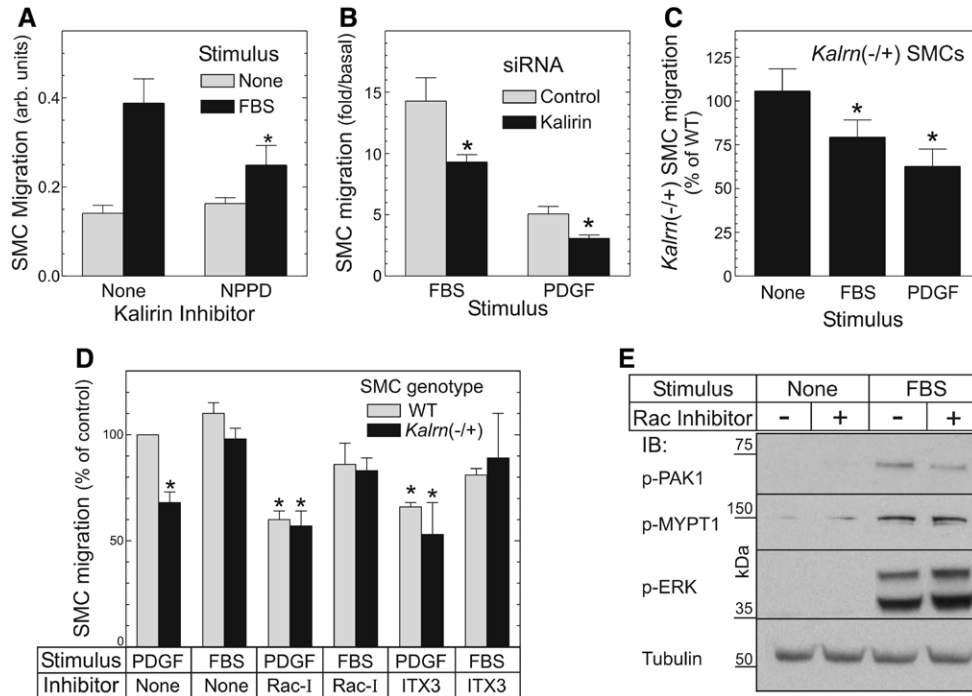 A
SMC Migration (arb. units)
0.4
0.2
0.0
Stimulus
None
FBS
*
None
NPPD
Kalirin Inhibitor
B
SMC migration (fold/basal)
15
10
5
0
siRNA
Control
Kalirin
*
*
FBS
PDGF
Stimulus
C
Kalrn(-/+) SMC migration
(% of WT)
125
100
75
50
25
0
Kalrn(-/+) SMCs
*
*
None
FBS
PDGF
Stimulus
D
SMC migration (% of control)
100
50
0
SMC genotype
WT
Kalrn(-/+)
*
* *
* *
Stimulus PDGF FBS PDGF FBS PDGF FBS
Inhibitor None None Rac-I Rac-I ITX3 ITX3
E
Stimulus None FBS
Rac Inhibitor - + - +
IB:
75
p-PAK1
p-MYPT1 150
kDa
p-ERK
35
Tubulin 50